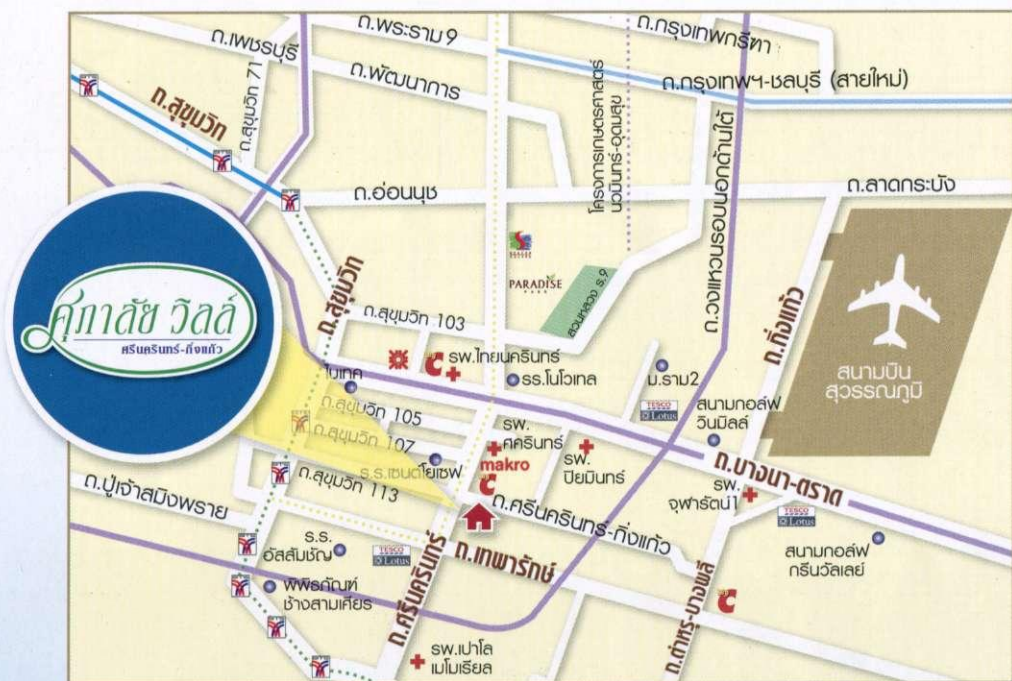 ถ.เพชรบุรี
ถ.พระราม 9
ถ.กรุงเทพกรีฑา
ถ.พัฒนาการ
ถ.กรุงเทพฯ-ชลบุรี (สายใหม่)
ถ.สุขุมวิท
ถ.สุขุมวิท 71
โครงการเกษตรศาสตร์
นวมินทร์-อุดมสุข
ถ.วงแหวนรอบนอกด้านใต้
ถ.อ่อนนุช
ถ.ลาดกระบัง
PARADISE
PARK
สวนหลวง ร.9
ถ.กิ่งแก้ว
สนามบิน
สุวรรณภูมิ
ศุภาลัย วิลล์
ศรีนครินทร์-กิ่งแก้ว
ถ.สุขุมวิท
ถ.สุขุมวิท 103
รพ.ไทยนครินทร์
รร.โนโวเทล
ม.ราม2
TESCO
Lotus
สนามกอล์ฟ
วินมิลล์
ไบเทค
ถ.สุขุมวิท 105
ถ.สุขุมวิท 107
รพ.
ศครินทร์
makro
รพ.
ปิยมินทร์
ถ.บางนา-ตราด
ร.ร.เซนต์โยเซฟ
ถ.สุขุมวิท 113
ถ.ปู่เจ้าสมิงพราย
ถ.ศรีนครินทร์-กิ่งแก้ว
รพ.
จุฬารัตน์1
TESCO
Lotus
สนามกอล์ฟ
กรีนวัลเลย์
ร.ร.
อัสสัมชัญ
TESCO
Lotus
ถ.ศรีนครินทร์
ถ.เทพารักษ์
พิพิธภัณฑ์
ช้างสามเศียร
ถ.ตำหรุ-บางพลี
รพ.เปาโล
เมโมเรียล